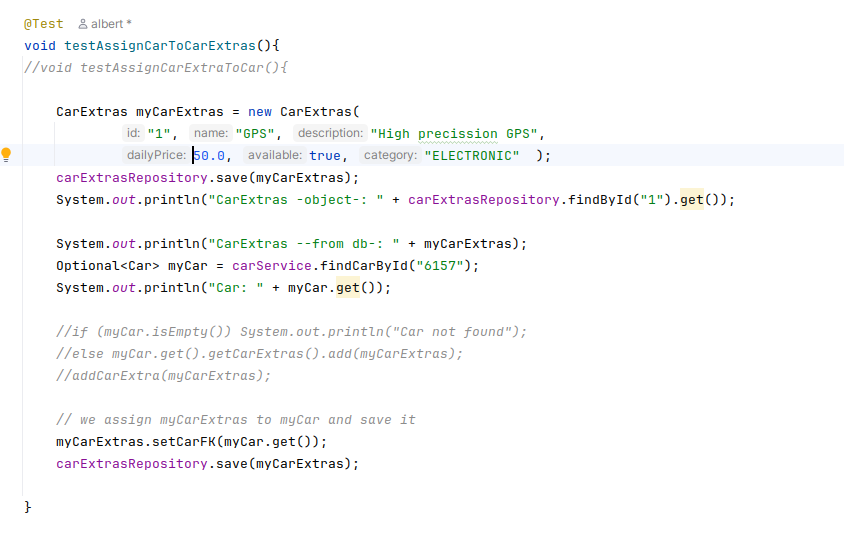 @Test albert *
void testAssignCarToCarExtras(){
//void testAssignCarExtraToCar(){
CarExtras myCarExtras = new CarExtras(
id: "1", name: "GPS", description: "High precission GPS",
dailyPrice: 50.0, available: true, category: "ELECTRONIC" );
carExtrasRepository.save(myCarExtras);
System.out.println("CarExtras -object-: " + carExtrasRepository.findById("1").get());
System.out.println("CarExtras --from db-: " + myCarExtras);
Optional<Car> myCar = carService.findCarById("6157");
System.out.println("Car: " + myCar.get());
//if (myCar.isEmpty()) System.out.println("Car not found");
//else myCar.get().getCarExtras().add(myCarExtras);
//addCarExtra(myCarExtras);
// we assign myCarExtras to myCar and save it
myCarExtras.setCarFK(myCar.get());
carExtrasRepository.save(myCarExtras);
}